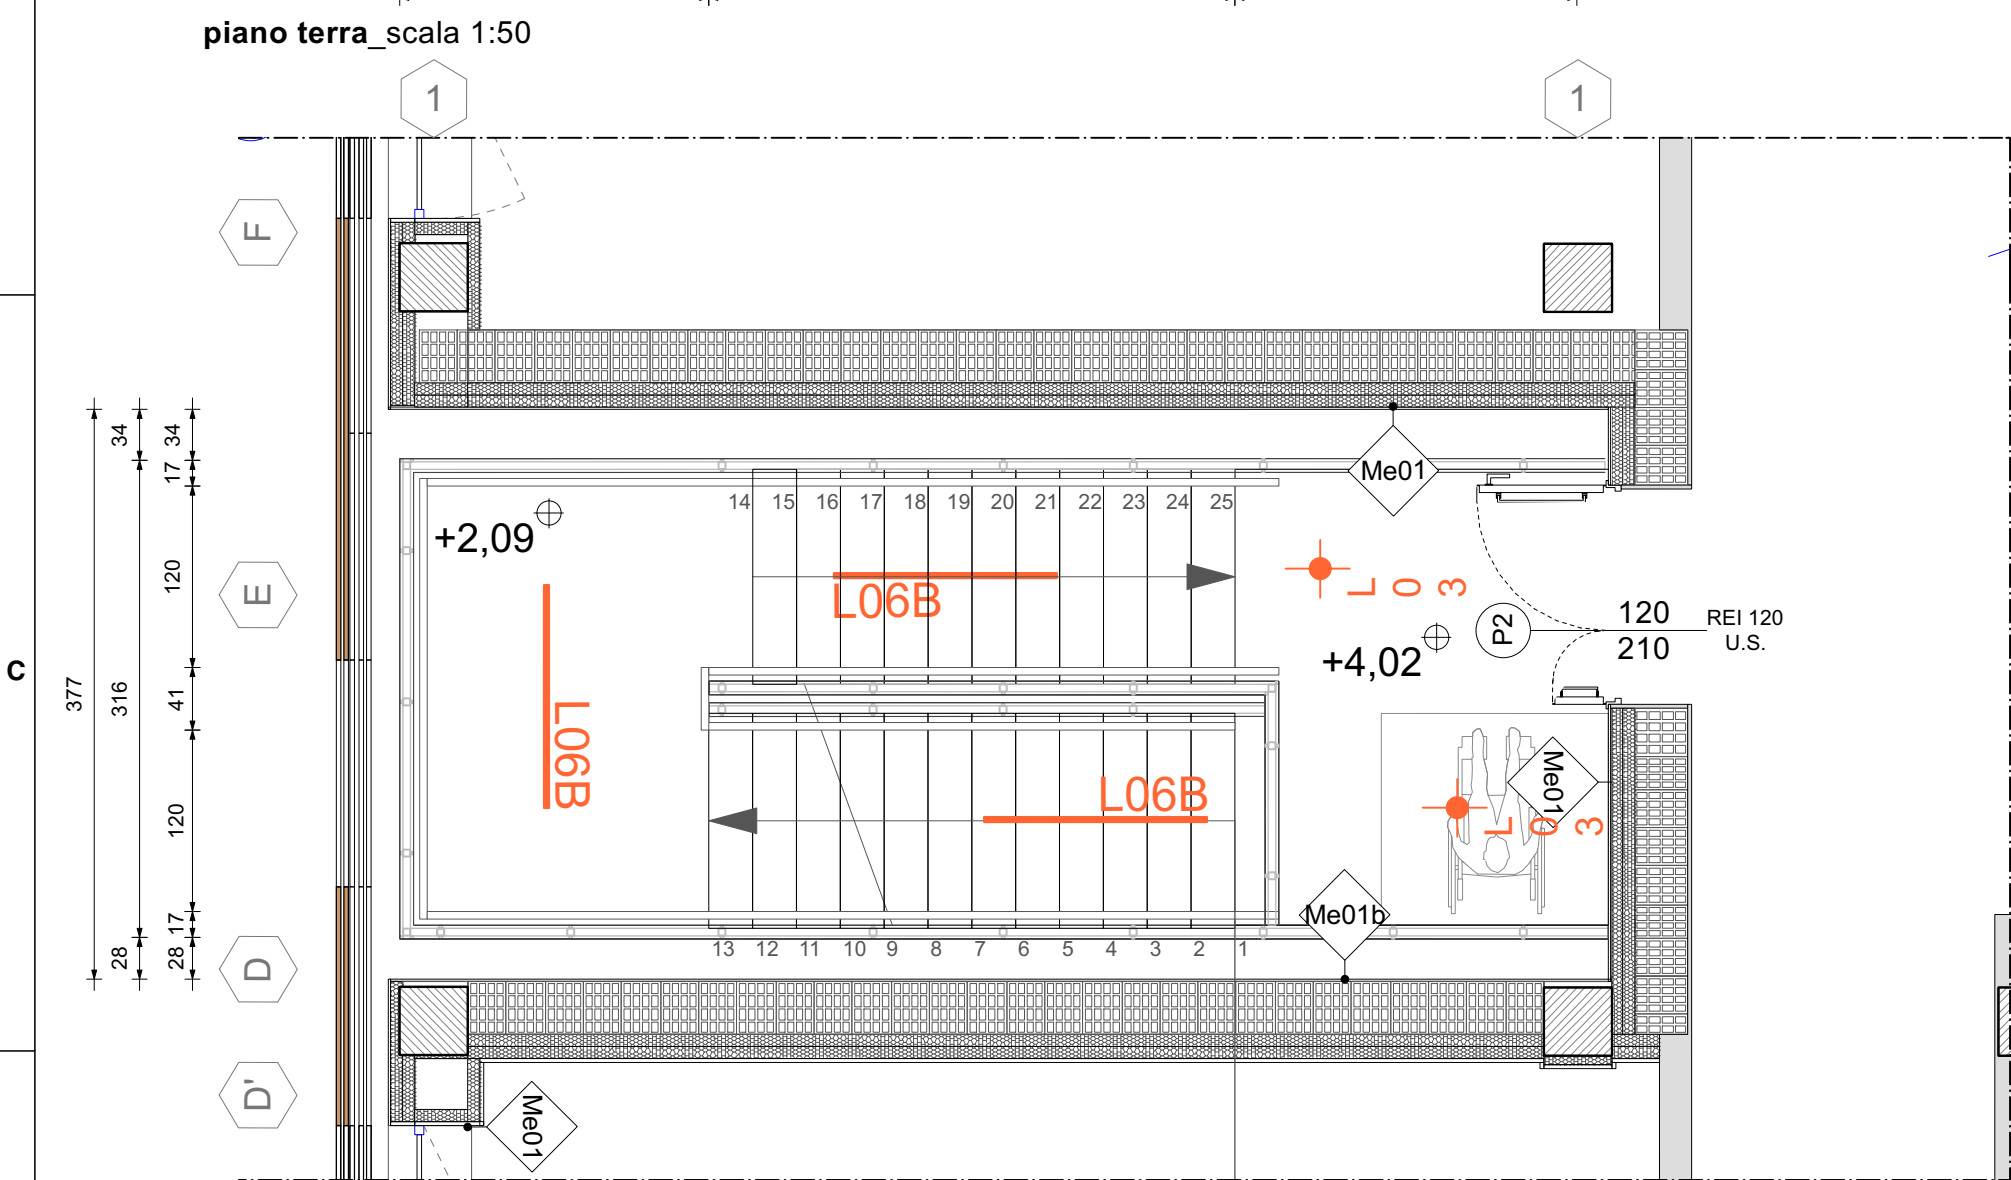 piano terra_scala 1:50
1
1
F
34
34
17
Me01
14 15 16 17 18 19 20 21 22 23 24 25
+2,09
120
E
L06B
L03
P2
120
210
REI 120
U.S.
+4,02
C
377
316
41
L06B
L06B
Me01
L03
120
17
Me01b
13 12 11 10 9 8 7 6 5 4 3 2 1
28
28
D
D'
Me01